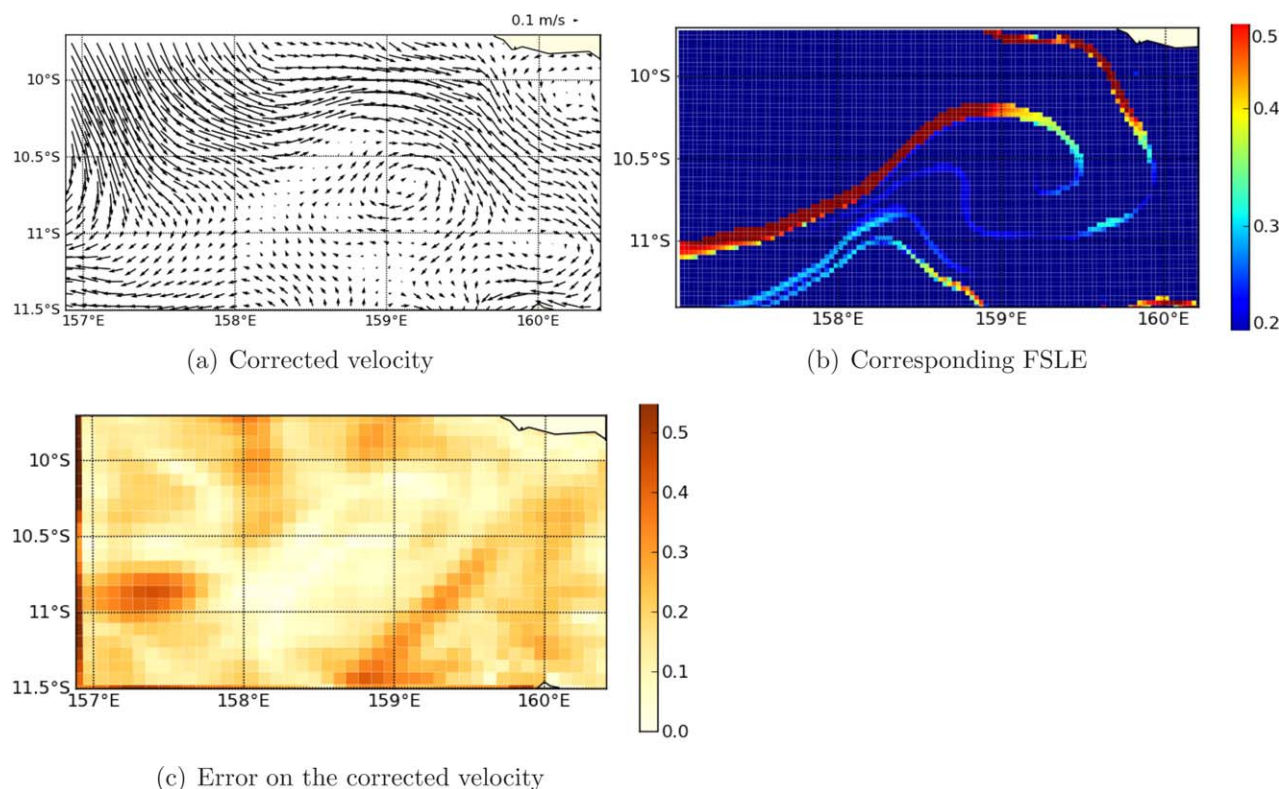 0.1 m/s
10°S
10.5°S
11°S
11.5°S
157°E 158°E 159°E 160°E
(a) Corrected velocity
10°S
10.5°S
11°S
158°E 159°E 160°E
0.5
0.4
0.3
0.2
(b) Corresponding FSLE
10°S
10.5°S
11°S
11.5°S
157°E 158°E 159°E 160°E
0.5
0.4
0.3
0.2
0.1
0.0
(c) Error on the corrected velocity